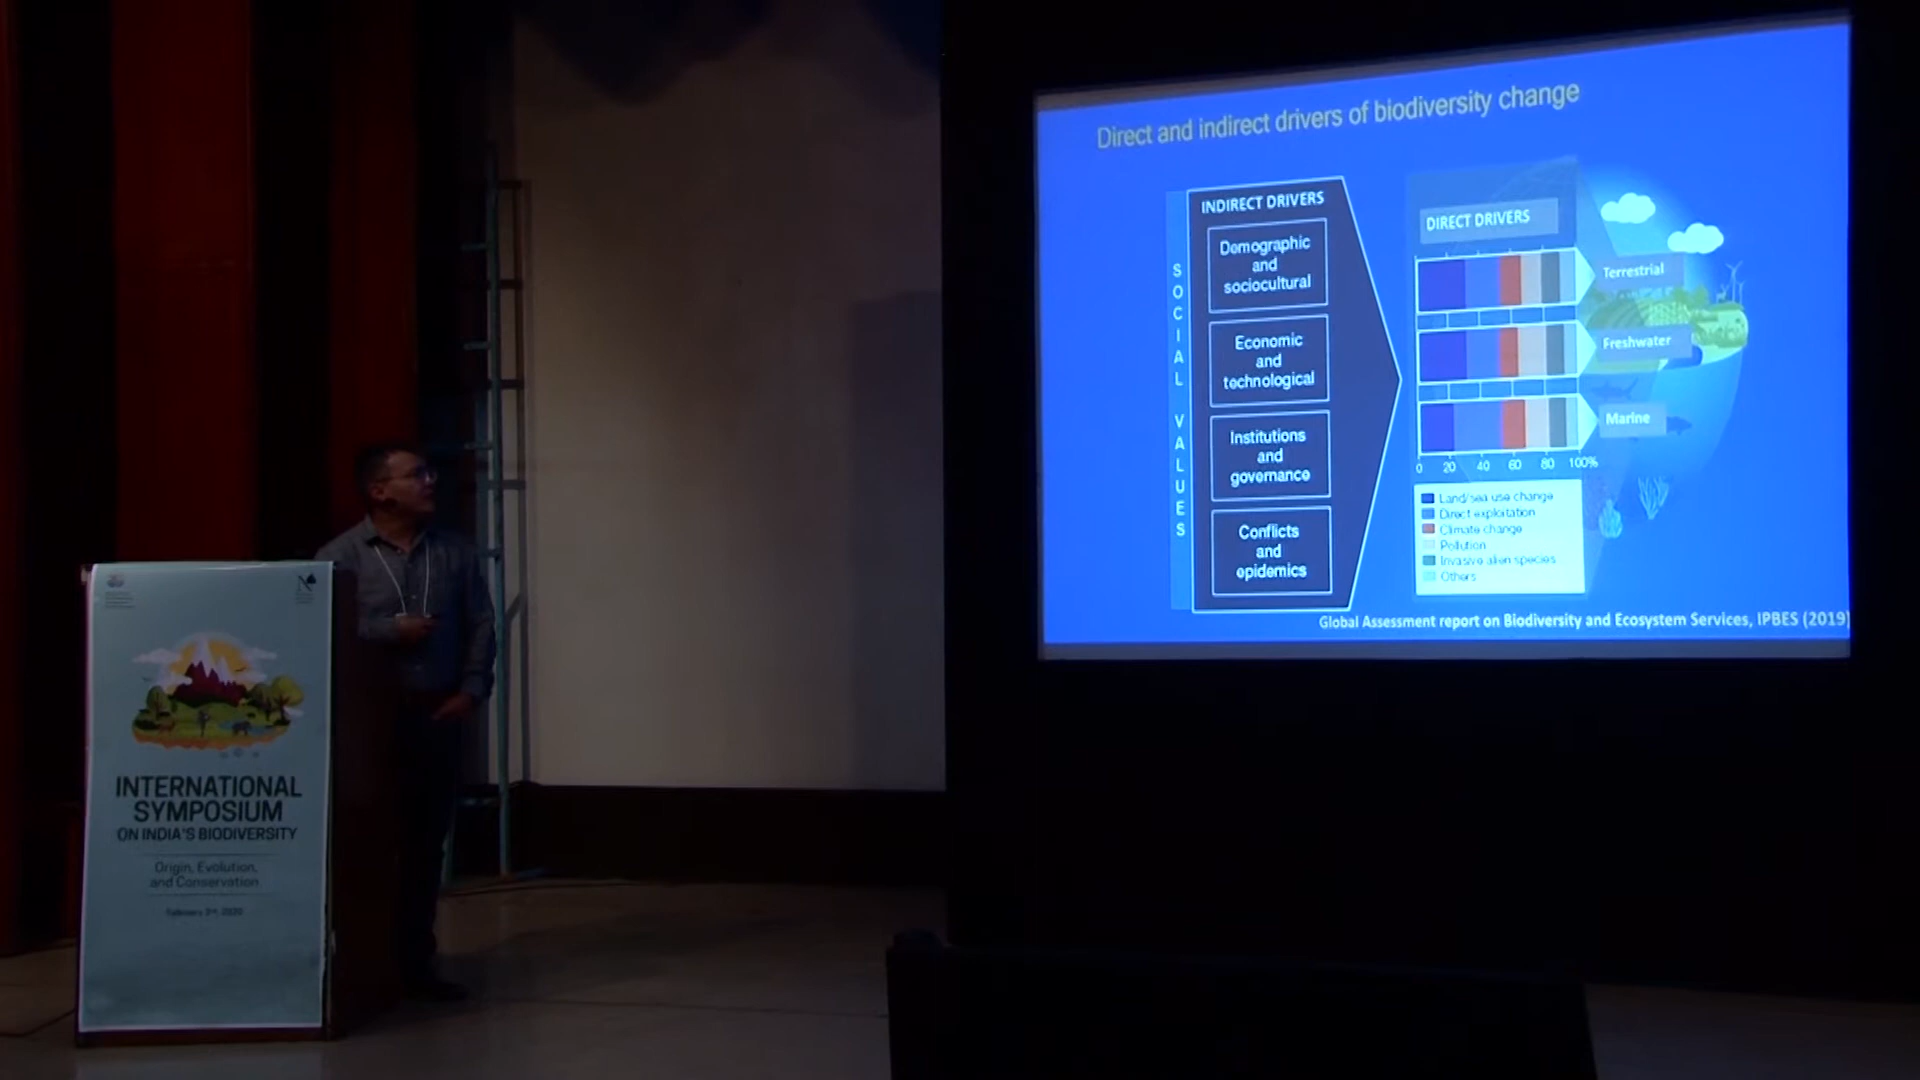 Direct and indirect drivers of biodiversity change
SOCIAL VALUES
INDIRECT DRIVERS
Demographic
and
sociocultural
Economic
and
technological
Institutions
and
governance
Conflicts
and
epidemics
DIRECT DRIVERS
Terrestrial
Freshwater
Marine
0 20 40 60 80 100%
Land/sea use change
Direct exploitation
Climate change
Pollution
Invasive alien species
Others
Global Assessment report on Biodiversity and Ecosystem Services, IPBES (2019)
N
INTERNATIONAL
SYMPOSIUM
ON INDIA'S BIODIVERSITY
Origin, Evolution,
and Conservation
February 3rd, 2020